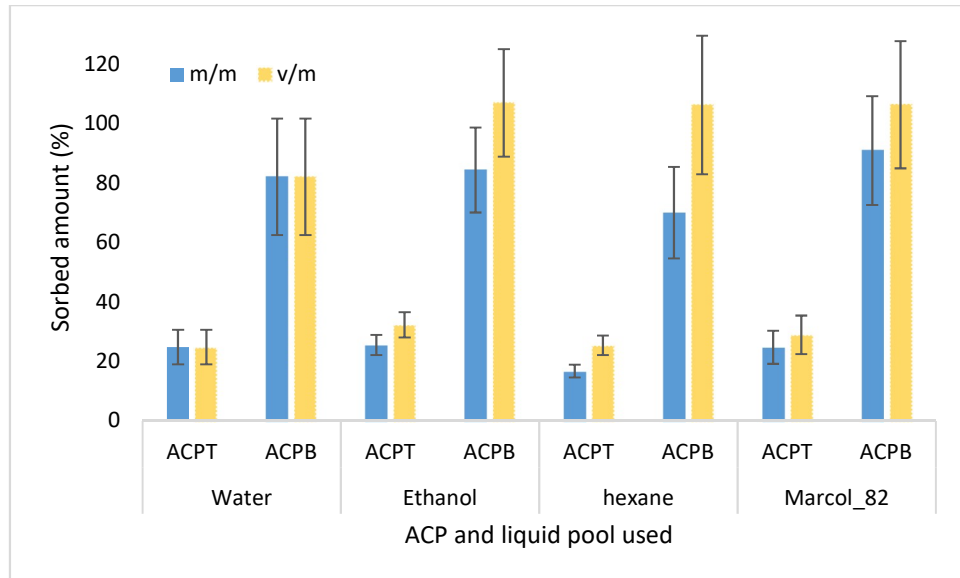 120
100
80
60
40
20
0
Sorbed amount (%)
m/m v/m
ACPT ACPB ACPT ACPB ACPT ACPB ACPT ACPB
Water Ethanol hexane Marcol_82
ACP and liquid pool used